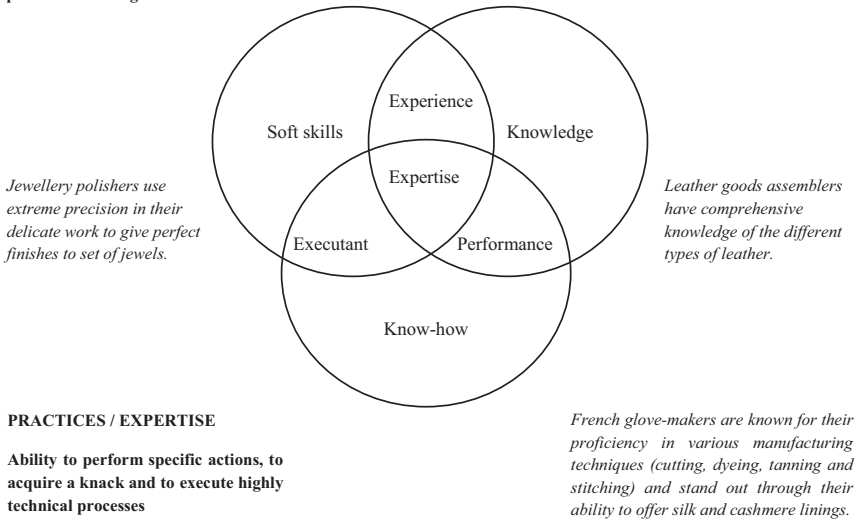 Experience
Soft skills
Knowledge
Expertise
Jewellery polishers use
extreme precision in their
delicate work to give perfect
finishes to set of jewels.
Leather goods assemblers
have comprehensive
knowledge of the different
types of leather.
Executant
Performance
Know-how
PRACTICES / EXPERTISE
Ability to perform specific actions, to
acquire a knack and to execute highly
technical processes
French glove-makers are known for their
proficiency in various manufacturing
techniques (cutting, dyeing, tanning and
stitching) and stand out through their
ability to offer silk and cashmere linings.